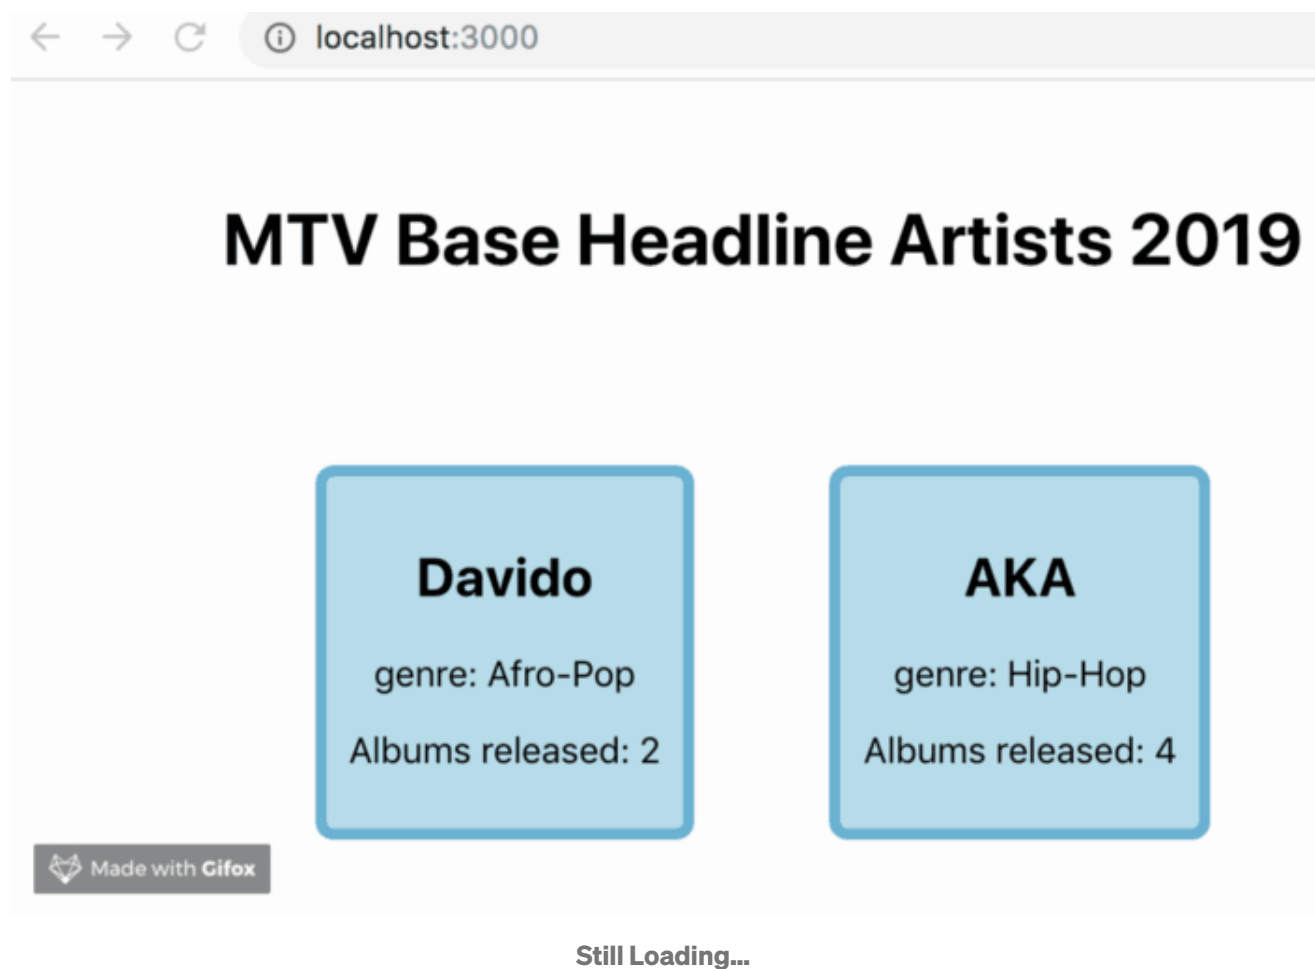 localhost:3000
MTV Base Headline Artists 2019
Davido
genre: Afro-Pop
Albums released: 2
AKA
genre: Hip-Hop
Albums released: 4
Made with Gifox
Still Loading...